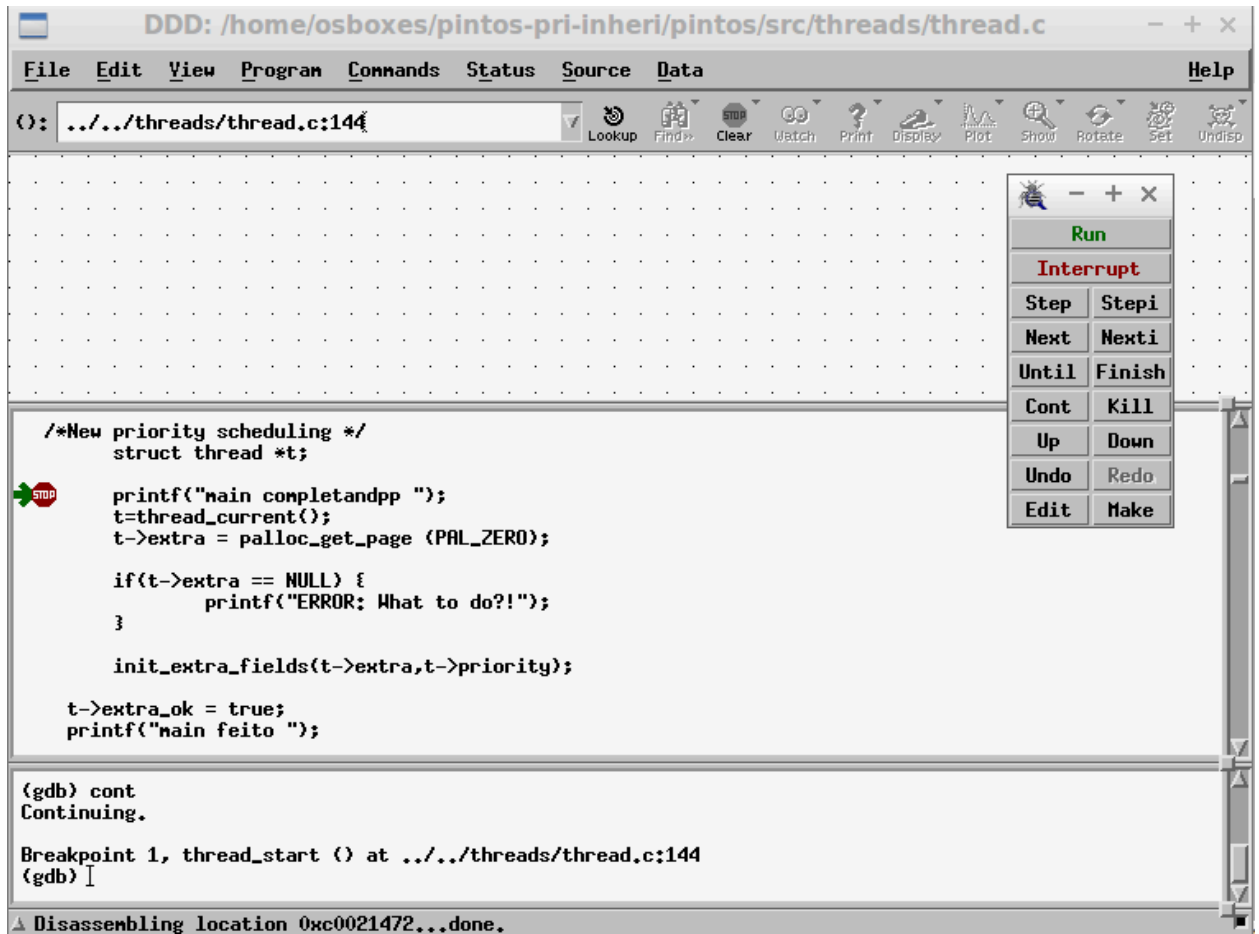 DDD: /home/osboxes/pintos-pri-inheri/pintos/src/threads/thread.c
File Edit View Program Commands Status Source Data Help
(): ../../threads/thread.c:144
Lookup Find» Clear Watch Print Display Plot Show Rotate Set Undisp
STOP
Run
Interrupt
Step Stepi
Next Nexti
Until Finish
Cont Kill
Up Down
Undo Redo
Edit Make
/*New priority scheduling */
struct thread *t;
STOP
printf("main completandpp ");
t=thread_current();
t->extra = palloc_get_page (PAL_ZERO);
if(t->extra == NULL) {
printf("ERROR: What to do?!");
}
init_extra_fields(t->extra,t->priority);
t->extra_ok = true;
printf("main feito ");
(gdb) cont
Continuing.
Breakpoint 1, thread_start () at ../../threads/thread.c:144
(gdb)
Disassembling location 0xc0021472...done.